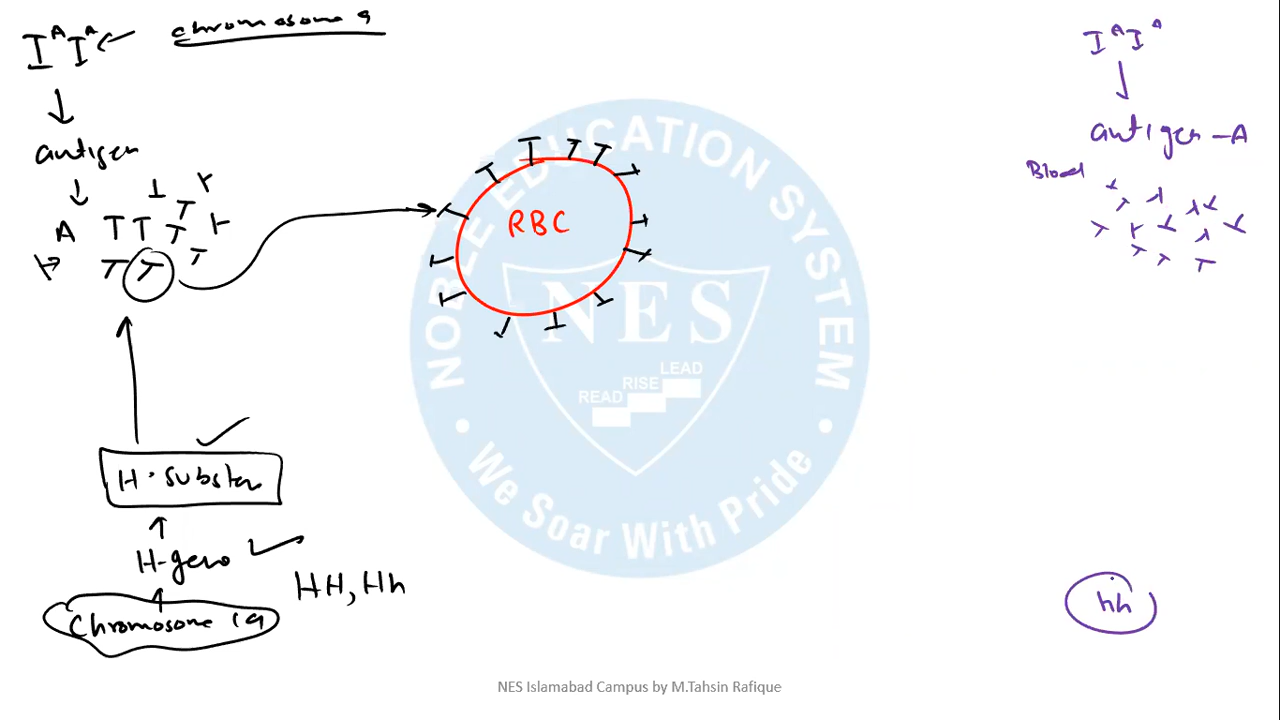 IᴬIᴬ
chromosome 9
antigen
A
RBC
H-substan
H-gene
HH, Hh
Chromosone 19
IᴬIᴬ
antigen -A
Blood
hh
NOBLE EDUCATION SYSTEM
NES
LEAD
RISE
READ
We Soar With Pride
NES Islamabad Campus by M.Tahsin Rafique